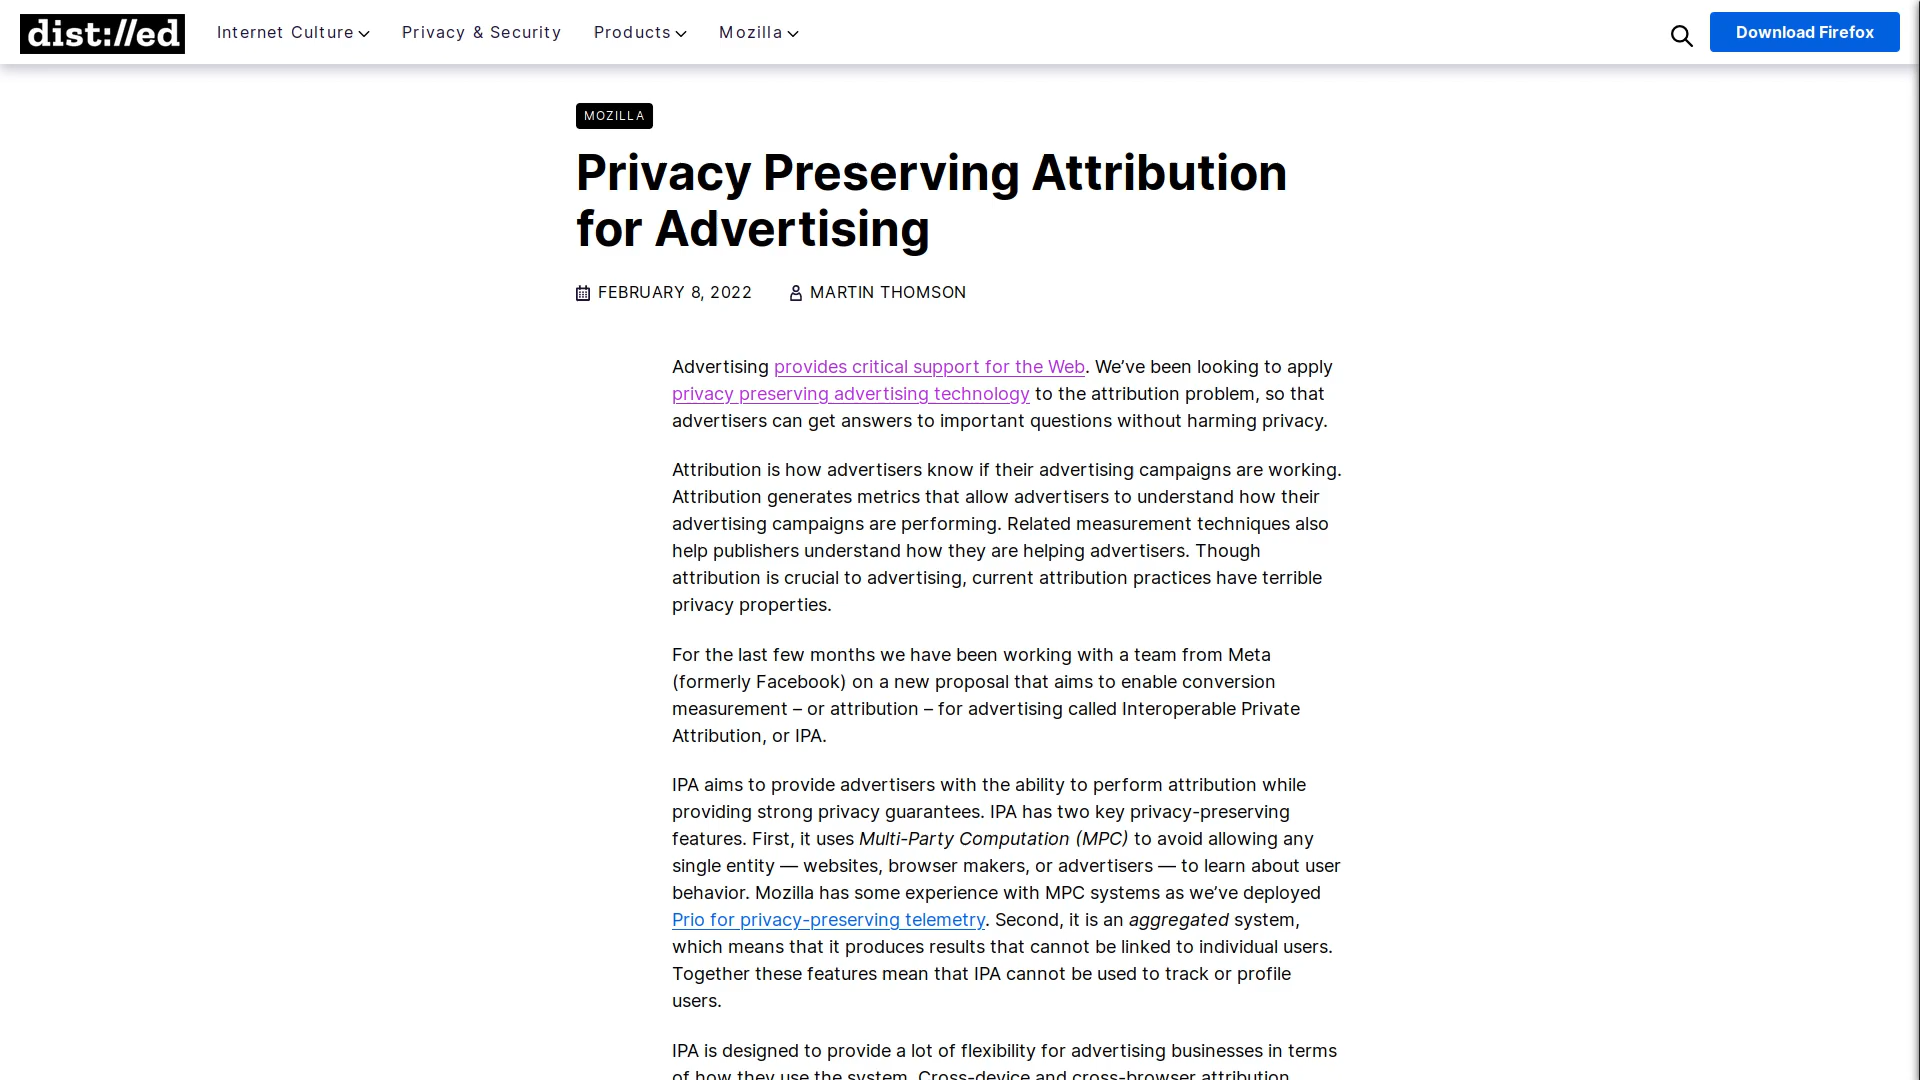 dist://ed
Internet Culture
Privacy & Security
Products
Mozilla
Download Firefox
MOZILLA
Privacy Preserving Attribution
for Advertising
FEBRUARY 8, 2022
MARTIN THOMSON
Advertising provides critical support for the Web. We’ve been looking to apply
privacy preserving advertising technology to the attribution problem, so that
advertisers can get answers to important questions without harming privacy.
Attribution is how advertisers know if their advertising campaigns are working.
Attribution generates metrics that allow advertisers to understand how their
advertising campaigns are performing. Related measurement techniques also
help publishers understand how they are helping advertisers. Though
attribution is crucial to advertising, current attribution practices have terrible
privacy properties.
For the last few months we have been working with a team from Meta
(formerly Facebook) on a new proposal that aims to enable conversion
measurement – or attribution – for advertising called Interoperable Private
Attribution, or IPA.
IPA aims to provide advertisers with the ability to perform attribution while
providing strong privacy guarantees. IPA has two key privacy-preserving
features. First, it uses Multi-Party Computation (MPC) to avoid allowing any
single entity — websites, browser makers, or advertisers — to learn about user
behavior. Mozilla has some experience with MPC systems as we’ve deployed
Prio for privacy-preserving telemetry. Second, it is an aggregated system,
which means that it produces results that cannot be linked to individual users.
Together these features mean that IPA cannot be used to track or profile
users.
IPA is designed to provide a lot of flexibility for advertising businesses in terms
of how they use the system. Cross-device and cross-browser attribution